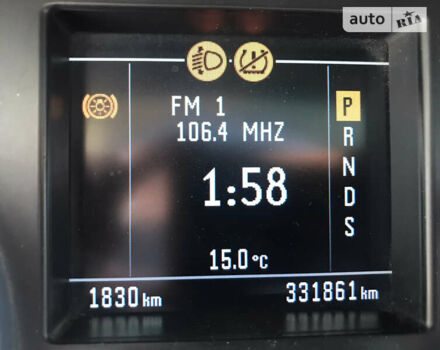 auto RIA
FM 1
106.4 MHZ
1:58
15.0 °C
1830 km
331861 km
P
R
N
D
S